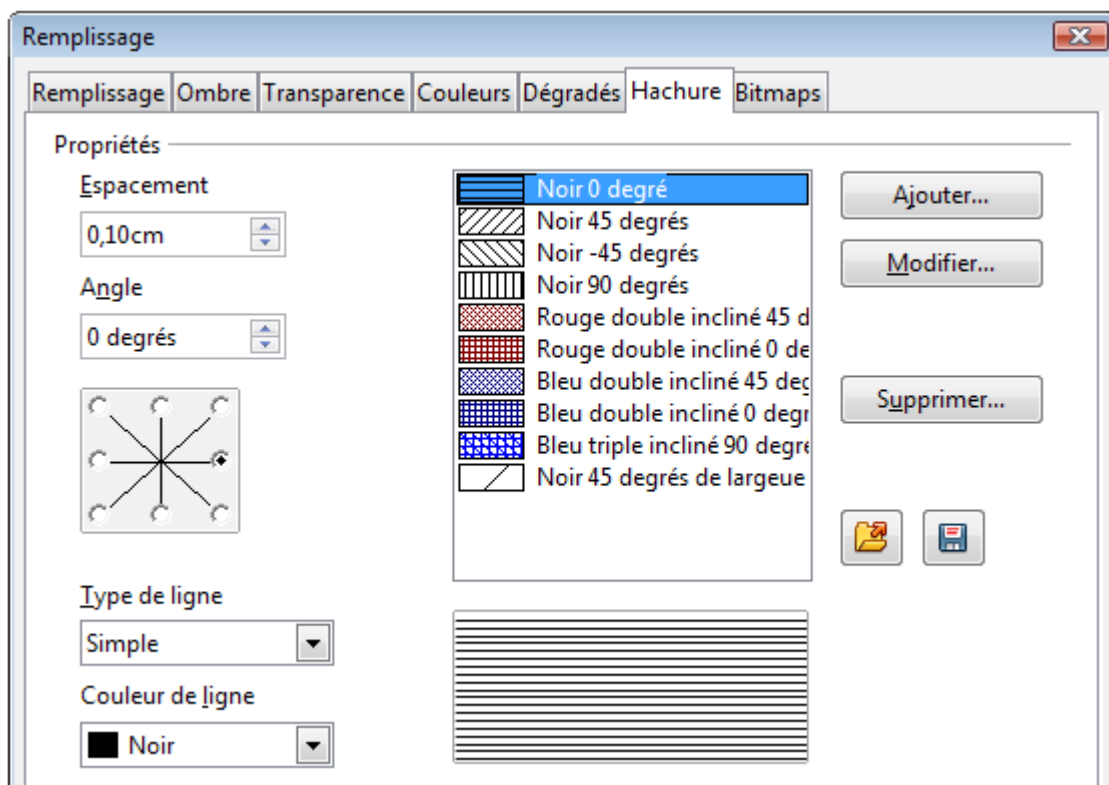 Remplissage
Remplissage Ombre Transparence Couleurs Dégradés Hachure Bitmaps
Propriétés
Espacement
0,10cm
Angle
0 degrés
Type de ligne
Simple
Couleur de ligne
Noir
Noir 0 degré
Noir 45 degrés
Noir -45 degrés
Noir 90 degrés
Rouge double incliné 45 d
Rouge double incliné 0 de
Bleu double incliné 45 deg
Bleu double incliné 0 degr
Bleu triple incliné 90 degré
Noir 45 degrés de largeue
Ajouter...
Modifier...
Supprimer...